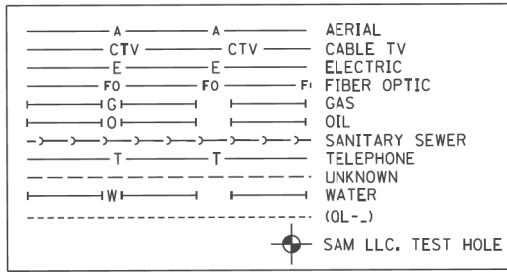 A A AERIAL
CTV CTV CABLE TV
E E ELECTRIC
FO FO F FIBER OPTIC
G GAS
O OIL
SANITARY SEWER
T T TELEPHONE
UNKNOWN
W WATER
(OL-_)
SAM LLC. TEST HOLE